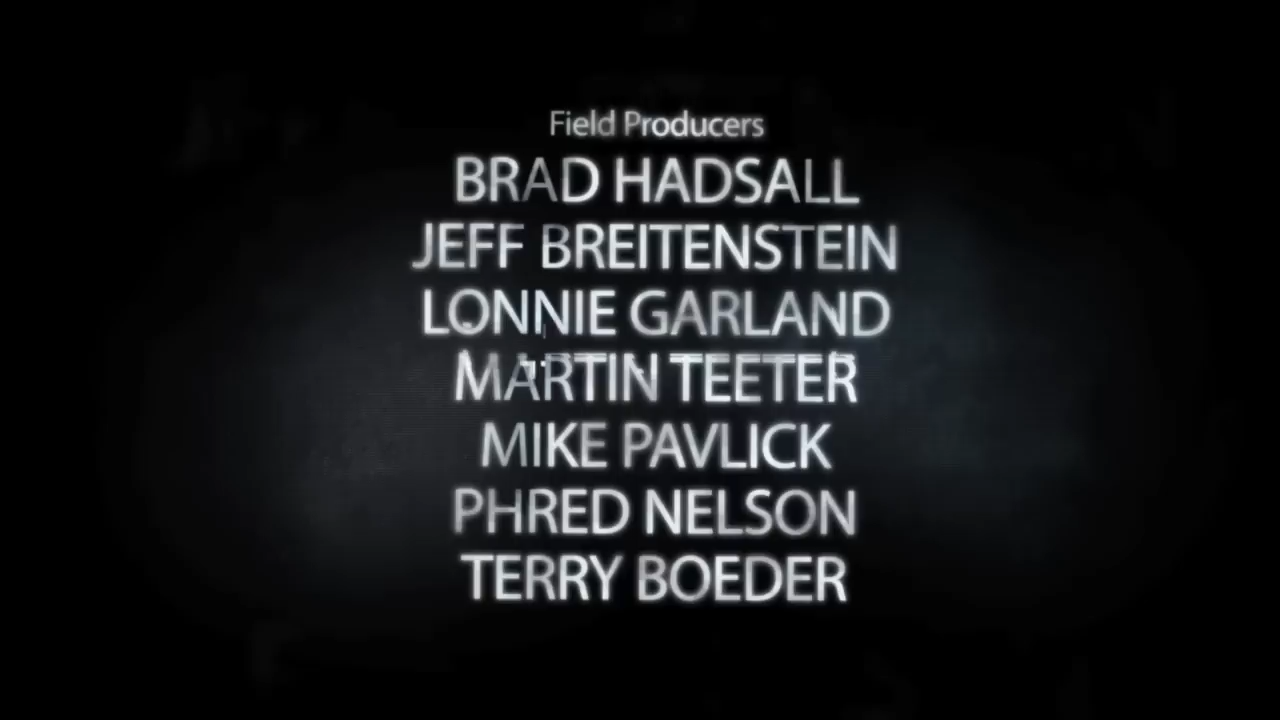 Field Producers
BRAD HADSALL
JEFF BREITENSTEIN
LONNIE GARLAND
MARTIN TEETER
MIKE PAVLICK
PHRED NELSON
TERRY BOEDER